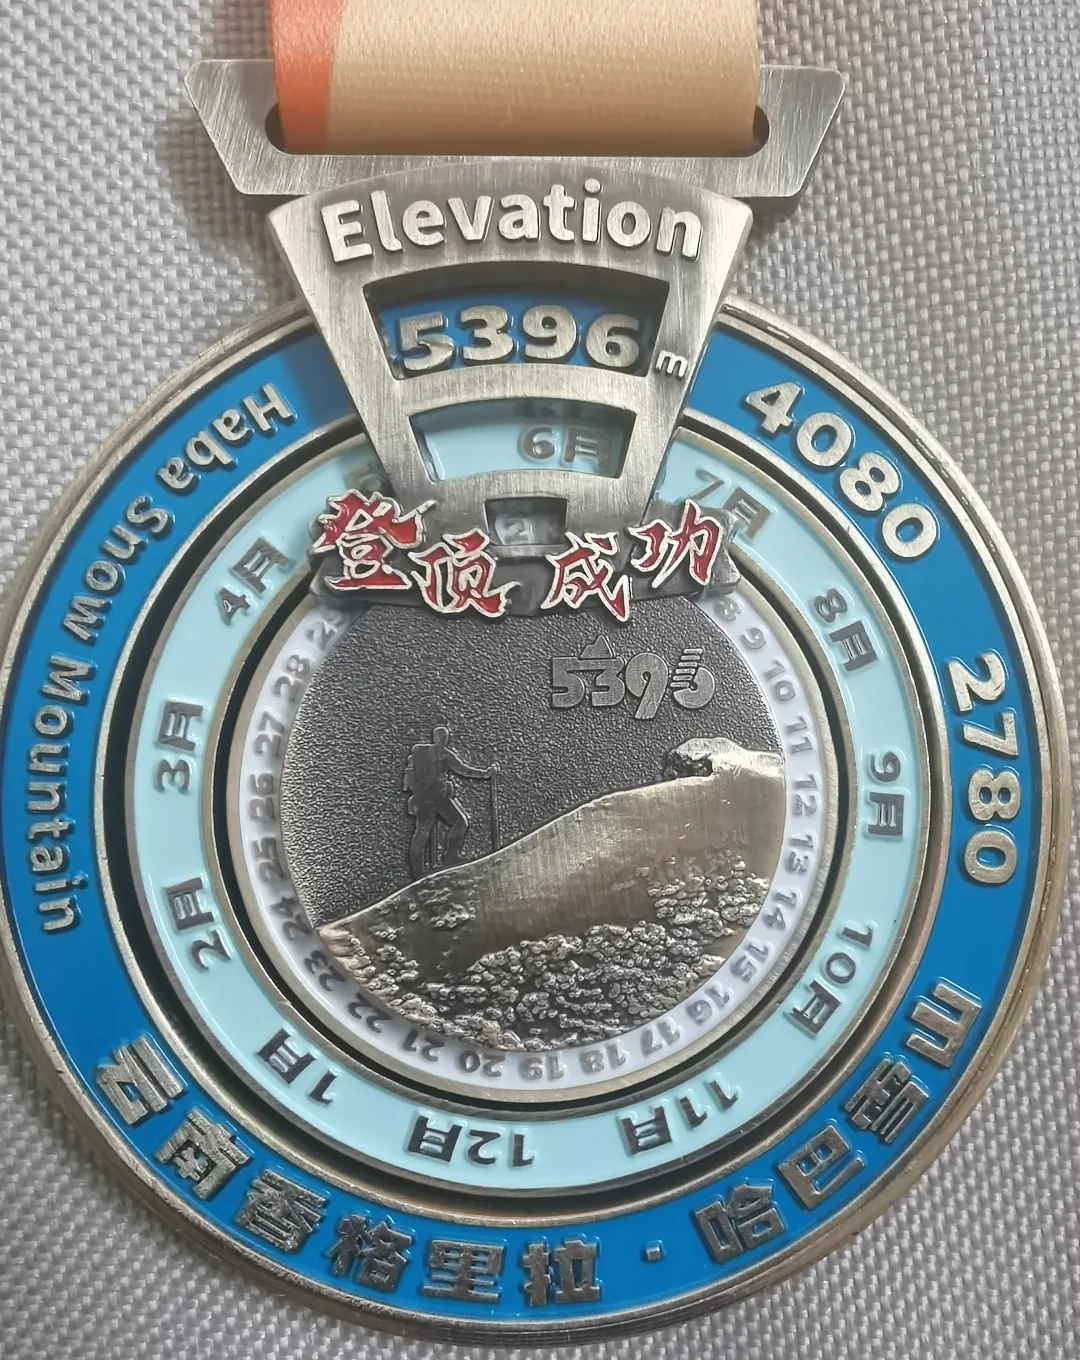 Elevation
5396
m
6月
登顶成功
5396
4080
2780
云南香格里拉·哈巴雪山
Haba Snow Mountain
7月
8月
9月
10月
11月
12月
1月
2月
3月
4月
8 9 10 11 12 13 14 15 16 17 18 19 20 21 22 23 24 25 26 27 28 29